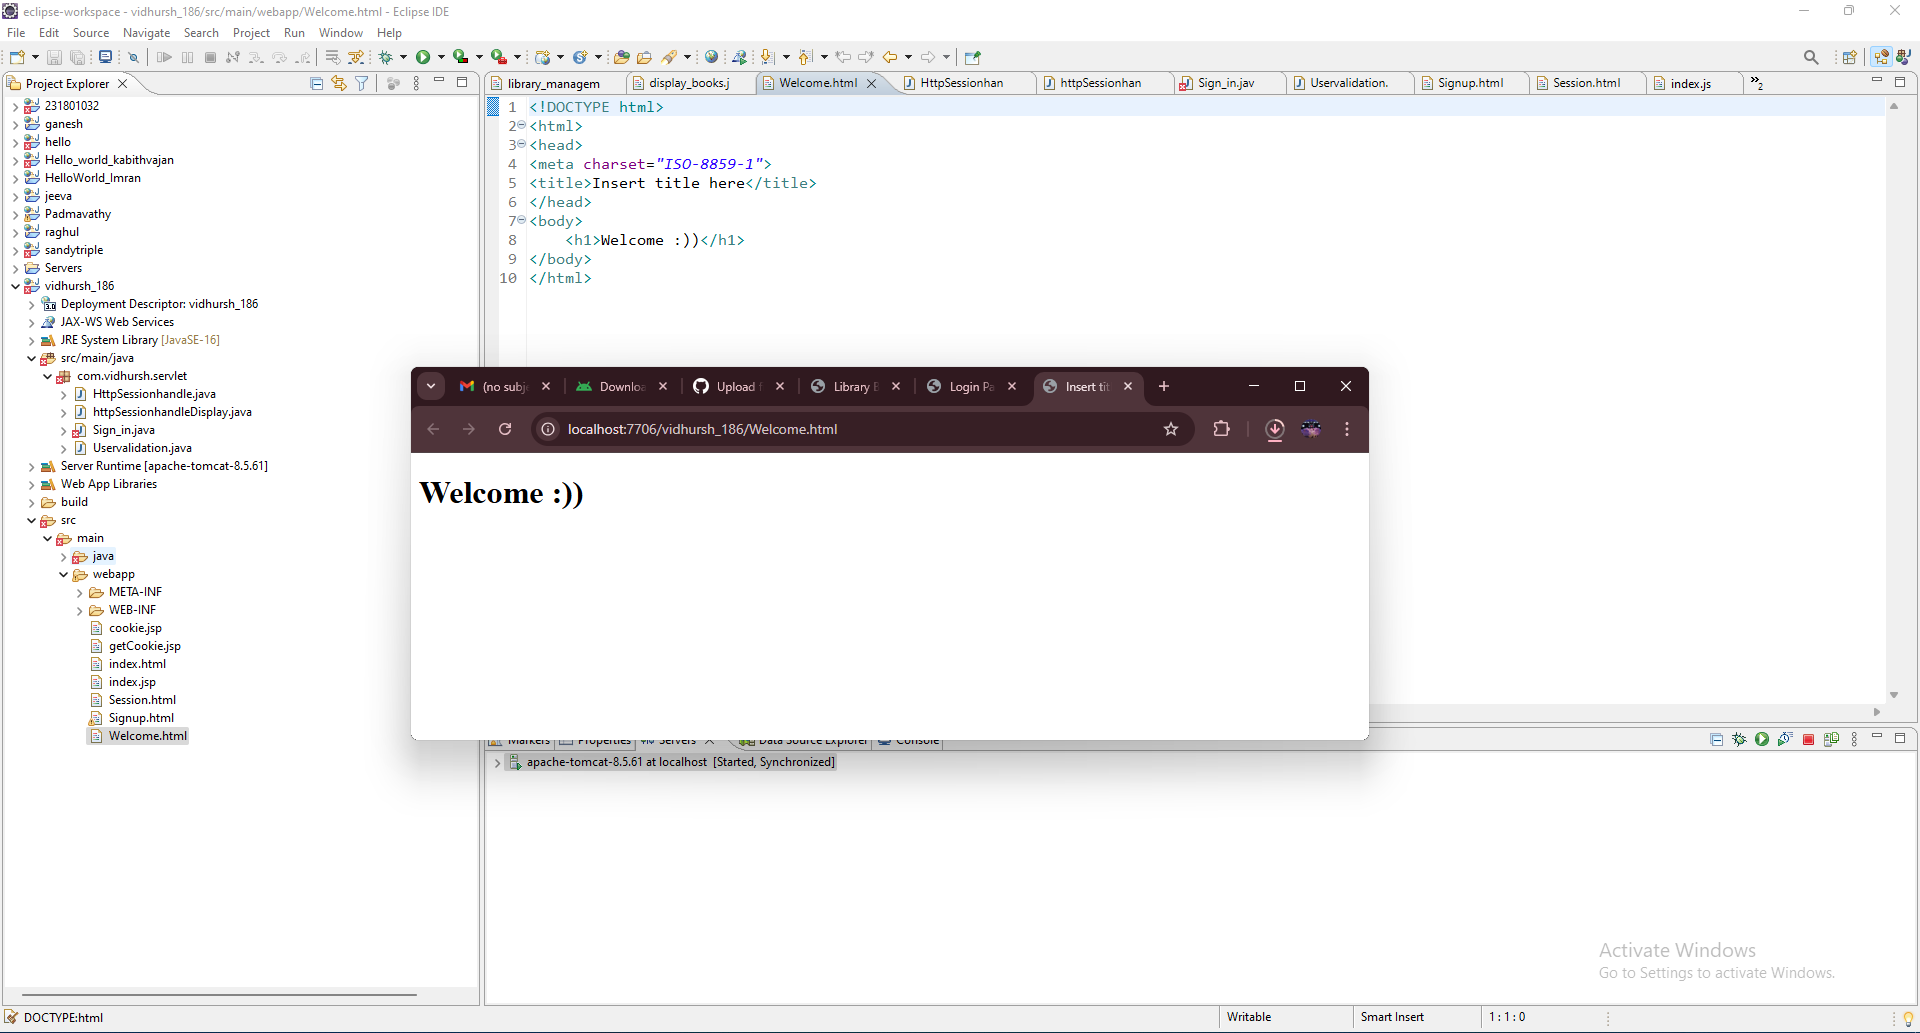 eclipse-workspace - vidhursh_186/src/main/webapp/Welcome.html - Eclipse IDE
File Edit Source Navigate Search Project Run Window Help
Project Explorer
231801032
ganesh
hello
Hello_world_kabithvajan
HelloWorld_Imran
jeeva
Padmavathy
raghul
sandytriple
Servers
vidhursh_186
Deployment Descriptor: vidhursh_186
JAX-WS Web Services
JRE System Library [JavaSE-16]
src/main/java
com.vidhursh.servlet
HttpSessionhandle.java
httpSessionhandleDisplay.java
Sign_in.java
Uservalidation.java
Server Runtime [apache-tomcat-8.5.61]
Web App Libraries
build
src
main
java
webapp
META-INF
WEB-INF
cookie.jsp
getCookie.jsp
index.html
index.jsp
Session.html
Signup.html
Welcome.html
library_managem display_books.j Welcome.html HttpSessionhan httpSessionhan Sign_in.jav Uservalidation. Signup.html Session.html index.js »2
1 <!DOCTYPE html>
2 <html>
3 <head>
4 <meta charset="ISO-8859-1">
5 <title>Insert title here</title>
6 </head>
7 <body>
8 <h1>Welcome :))</h1>
9 </body>
10 </html>
(no subj Downloa Upload f Library Login Pa Insert tit
localhost:7706/vidhursh_186/Welcome.html
Welcome :))
Markers Properties Servers Data Source Explorer Console
apache-tomcat-8.5.61 at localhost [Started, Synchronized]
Activate Windows
Go to Settings to activate Windows.
DOCTYPE:html Writable Smart Insert 1 : 1 : 0